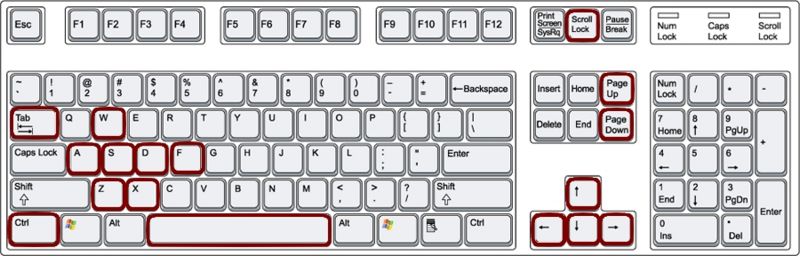 Esc F1 F2 F3 F4 F5 F6 F7 F8 F9 F10 F11 F12 Print Screen SysRq Scroll Lock Pause Break Num Lock Caps Lock Scroll Lock
~ ` ! 1 @ 2 # 3 $ 4 % 5 ^ 6 & 7 * 8 ( 9 ) 0 _ - + = ←Backspace Insert Home Page Up Num Lock / * -
Tab Q W E R T Y U I O P { [ } ] | \ Delete End Page Down 7 Home 8 ↑ 9 PgUp +
Caps Lock A S D F G H J K L : ; " ' Enter 4 ← 5 6 →
Shift ⇧ Z X C V B N M < , > . ? / Shift ⇧ ↑ 1 End 2 ↓ 3 PgDn Enter
Ctrl Alt Alt Ctrl ← ↓ → 0 Ins • Del